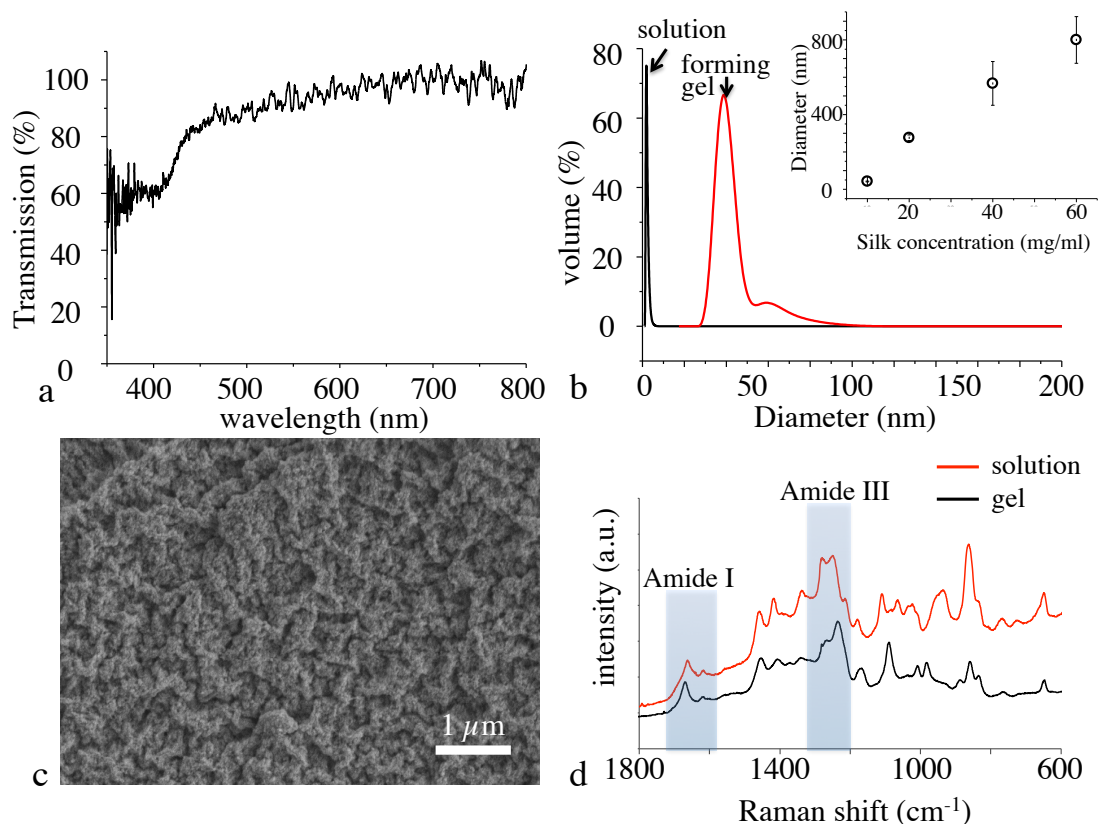 Transmission (%)
100
80
60
40
20
0
400
500
600
700
800
wavelength (nm)
a
solution
forming
gel
volume (%)
80
60
40
20
0
0
50
100
150
200
Diameter (nm)
b
Diameter (nm)
800
400
0
20
40
60
Silk concentration (mg/ml)
1 μm
c
solution
gel
Amide III
Amide I
intensity (a.u.)
1800
1400
1000
600
Raman shift (cm⁻¹)
d